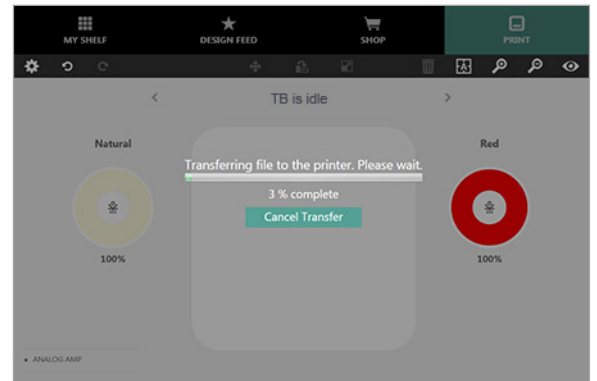 MY SHELF
DESIGN FEED
SHOP
PRINT
A
< TB is idle >
Natural
Red
Transferring file to the printer. Please wait.
3 % complete
Cancel Transfer
100%
100%
• ANALOG AMP